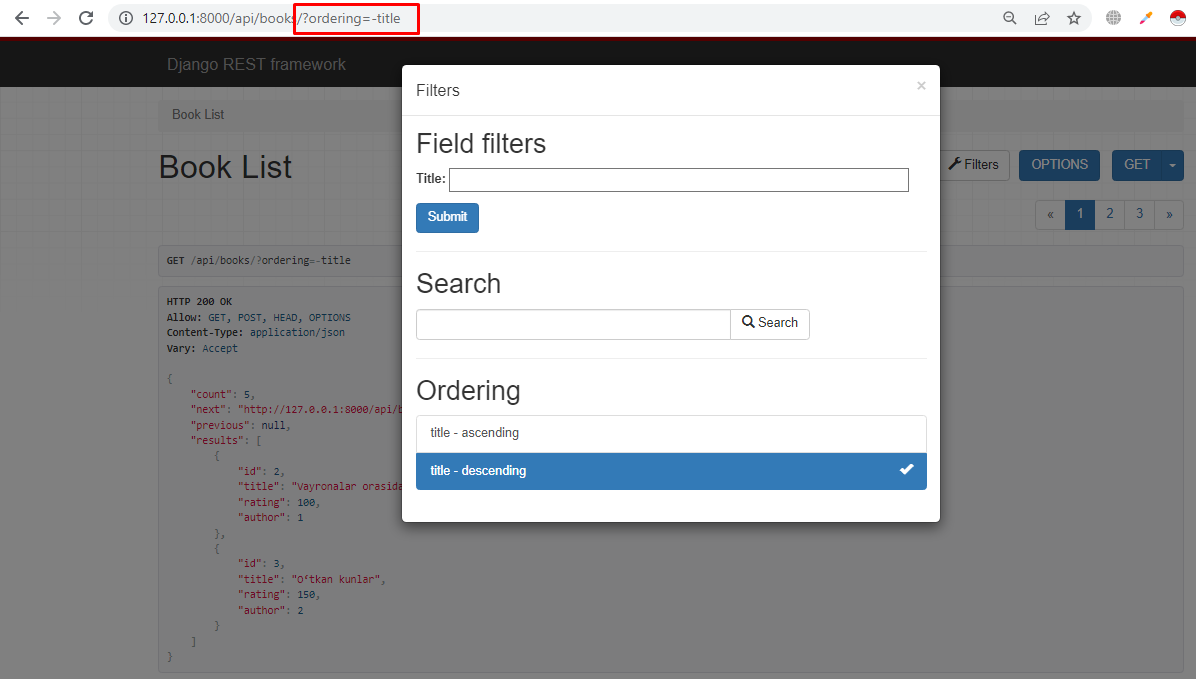 127.0.0.1:8000/api/books/?ordering=-title
Django REST framework
Filters
×
Book List
Field filters
Book List
Filters
OPTIONS
GET
Title:
Submit
«
1
2
3
»
GET /api/books/?ordering=-title
Search
HTTP 200 OK
Allow: GET, POST, HEAD, OPTIONS
Content-Type: application/json
Vary: Accept
Search
{
"count": 5,
"next": "http://127.0.0.1:8000/api/
"previous": null,
"results": [
{
"id": 2,
"title": "Vayronalar orasida
"rating": 100,
"author": 1
},
{
"id": 3,
"title": "O‘tkan kunlar",
"rating": 150,
"author": 2
}
]
}
Ordering
title - ascending
title - descending